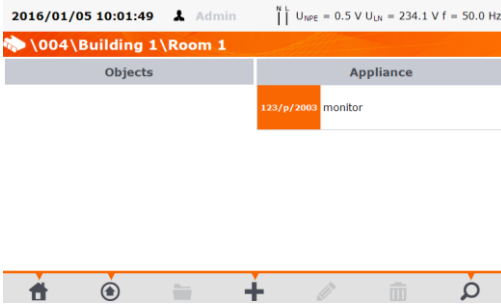 2016/01/05 10:01:49 Admin N L UNPE = 0.5 V ULN = 234.1 V f = 50.0 Hz
\004\Building 1\Room 1
Objects Appliance
123/p/2003 monitor